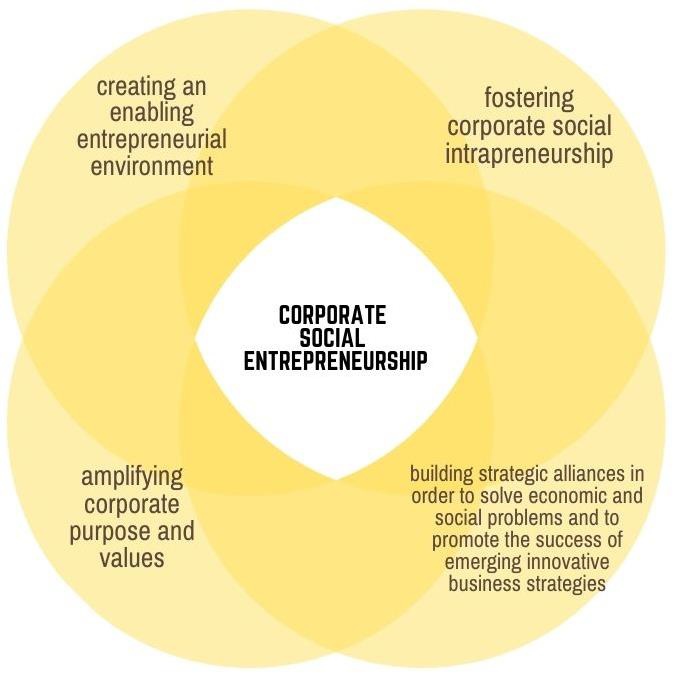 creating an
enabling
entrepreneurial
environment
fostering
corporate social
intrapreneurship
CORPORATE
SOCIAL
ENTREPRENEURSHIP
amplifying
corporate
purpose and
values
building strategic alliances in
order to solve economic and
social problems and to
promote the success of
emerging innovative
business strategies